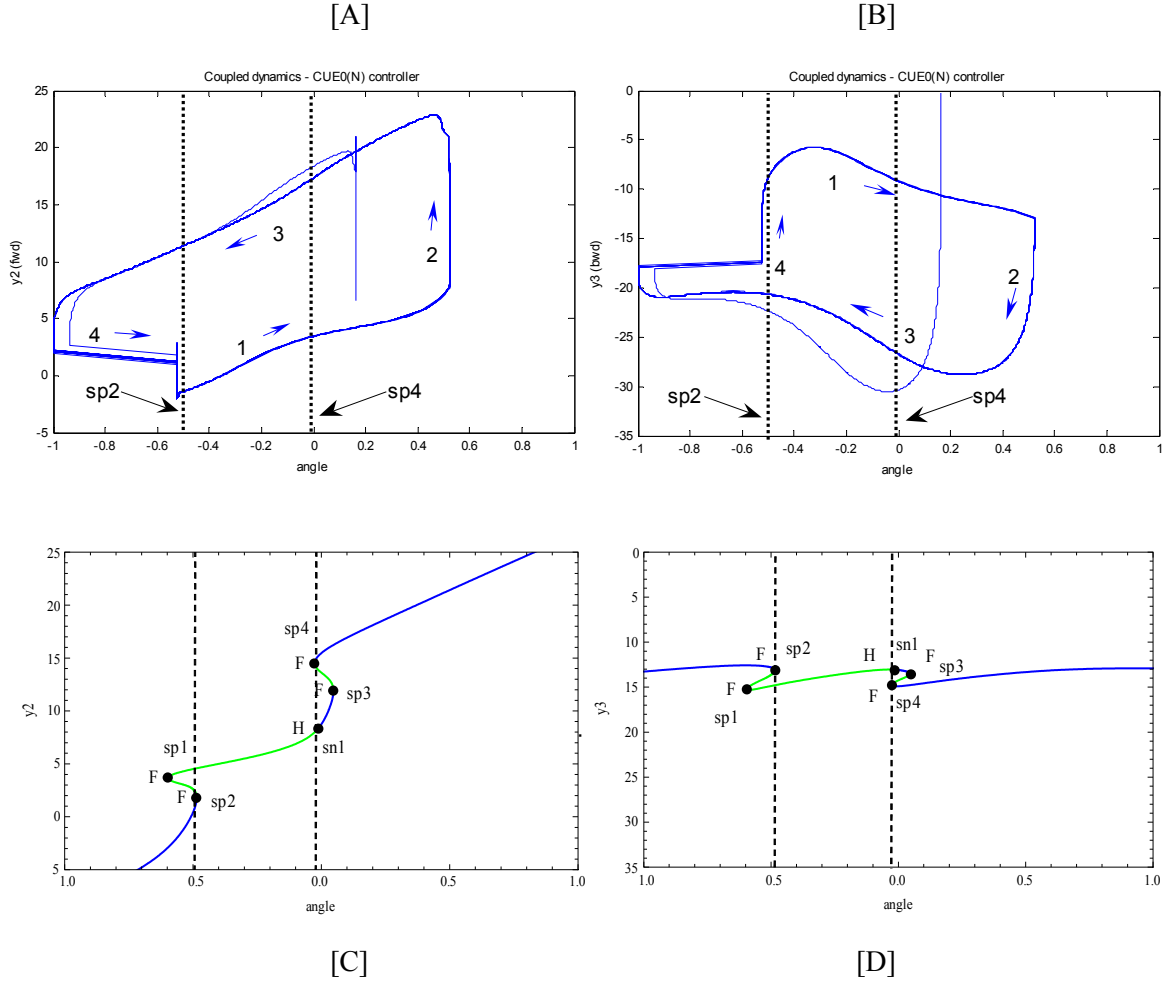 [A]
[B]
Coupled dynamics - CUE0(N) controller
25
20
15
10
5
0
-5
y2 (fwd)
3
2
4
1
sp2
sp4
-1 -0.8 -0.6 -0.4 -0.2 0 0.2 0.4 0.6 0.8 1
angle
Coupled dynamics - CUE0(N) controller
0
-5
-10
-15
-20
-25
-30
-35
y3 (bwd)
1
4
2
3
sp2
sp4
-1 -0.8 -0.6 -0.4 -0.2 0 0.2 0.4 0.6 0.8 1
angle
25
20
15
10
5
0
5
y2
sp4
F
F sp3
H
sn1
sp1
F
F sp2
1.0 0.5 0.0 0.5 1.0
angle
0
5
10
15
20
25
30
35
y3
F sp2
H sn1 F
sp3
F
sp1
F sp4
1.0 0.5 0.0 0.5 1.0
angle
[C]
[D]